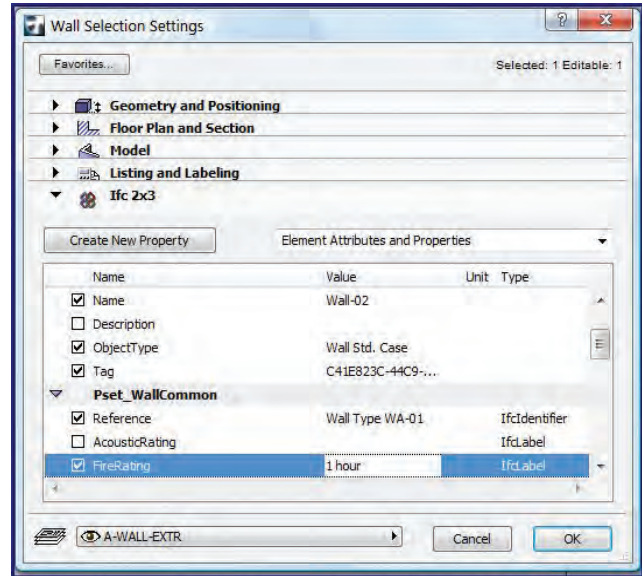 Wall Selection Settings
Favorites...
Selected: 1 Editable: 1
Geometry and Positioning
Floor Plan and Section
Model
Listing and Labeling
Ifc 2x3
Create New Property
Element Attributes and Properties
Name Value Unit Type
Name Wall-02
Description
ObjectType Wall Std. Case
Tag C41E823C-44C9-...
Pset_WallCommon
Reference Wall Type WA-01 IfcIdentifier
AcousticRating IfcLabel
FireRating 1 hour IfcLabel
A-WALL-EXTR
Cancel
OK